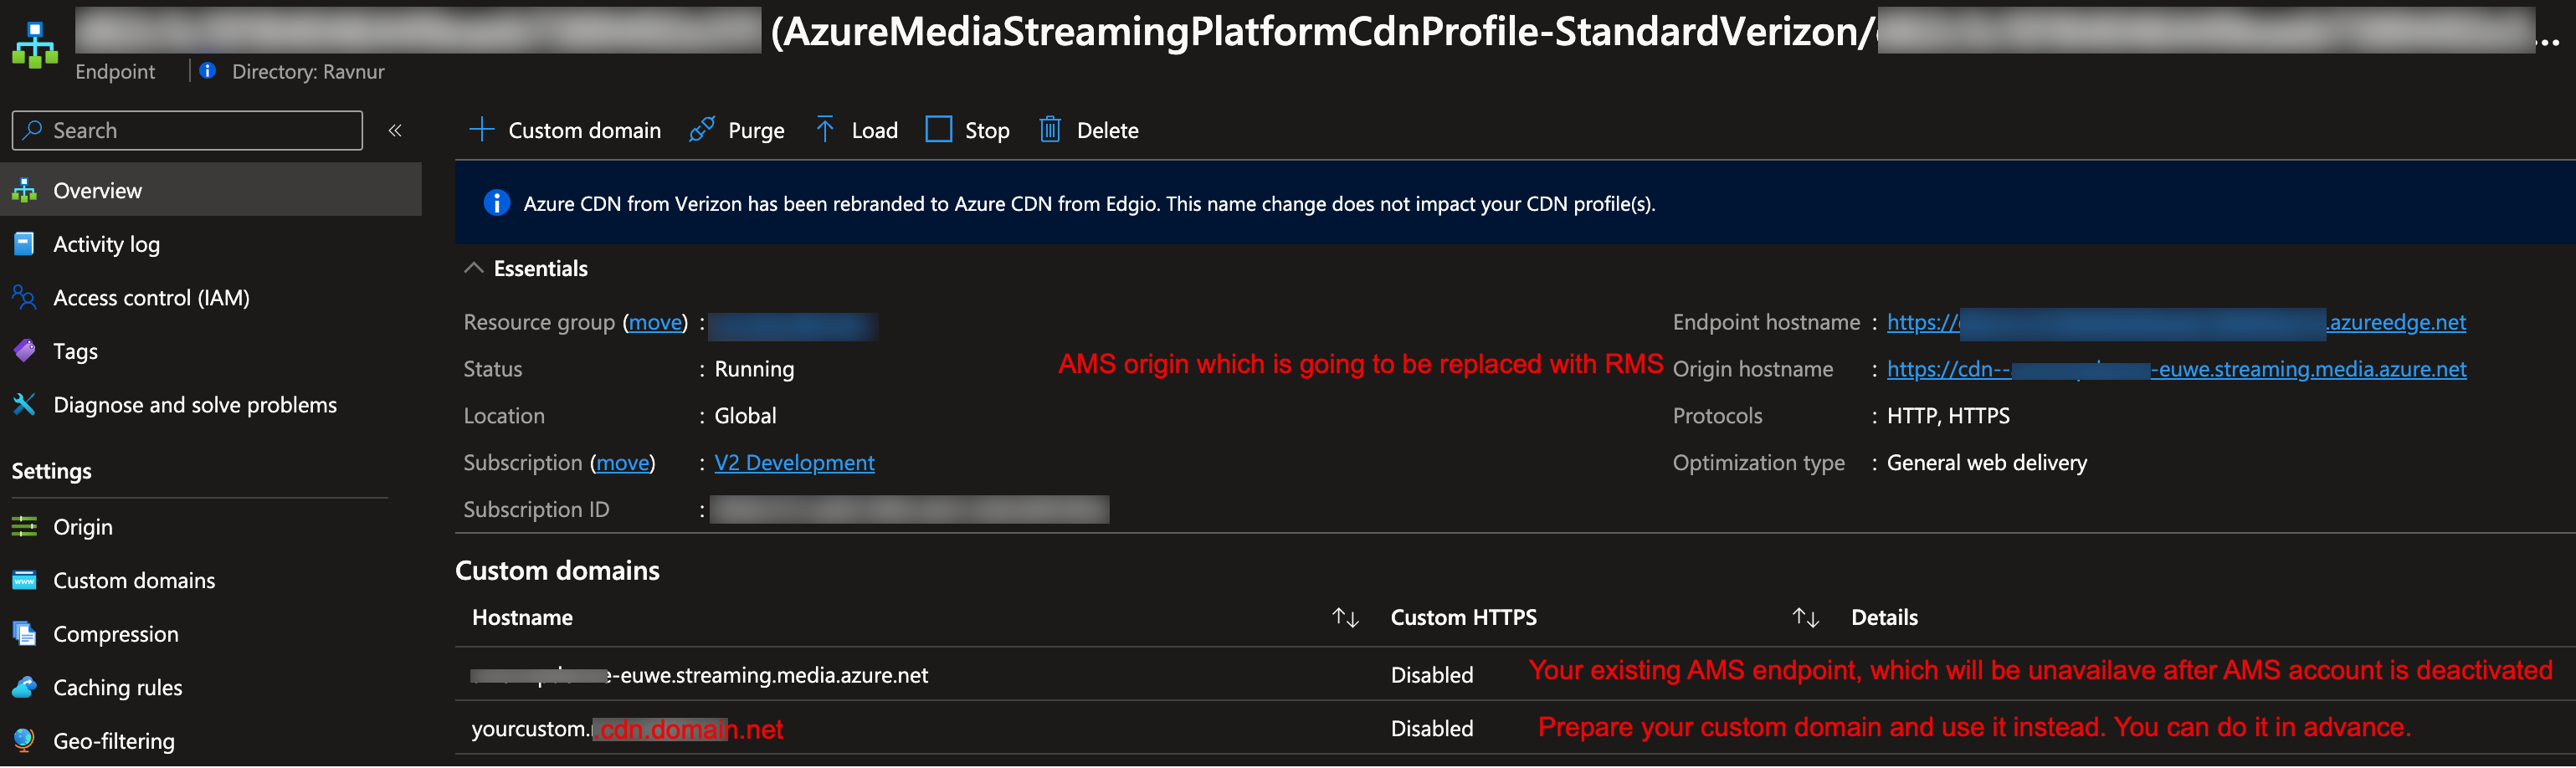 (AzureMediaStreamingPlatformCdnProfile-StandardVerizon/ ...
Endpoint Directory: Ravnur
Search «
+ Custom domain Purge Load Stop Delete
Overview
Azure CDN from Verizon has been rebranded to Azure CDN from Edgio. This name change does not impact your CDN profile(s).
Activity log
Essentials
Access control (IAM)
Resource group (move) : Endpoint hostname : https:// .azureedge.net
Tags
AMS origin which is going to be replaced with RMS
Status : Running Origin hostname : https://cdn-- -euwe.streaming.media.azure.net
Diagnose and solve problems
Location : Global Protocols : HTTP, HTTPS
Subscription (move) : V2 Development Optimization type : General web delivery
Settings
Subscription ID :
Origin
Custom domains
Custom domains
Hostname Custom HTTPS Details
Compression
-euwe.streaming.media.azure.net Disabled Your existing AMS endpoint, which will be unavailave after AMS account is deactivated
Caching rules
yourcustom. .cdn.domain.net Disabled Prepare your custom domain and use it instead. You can do it in advance.
Geo-filtering